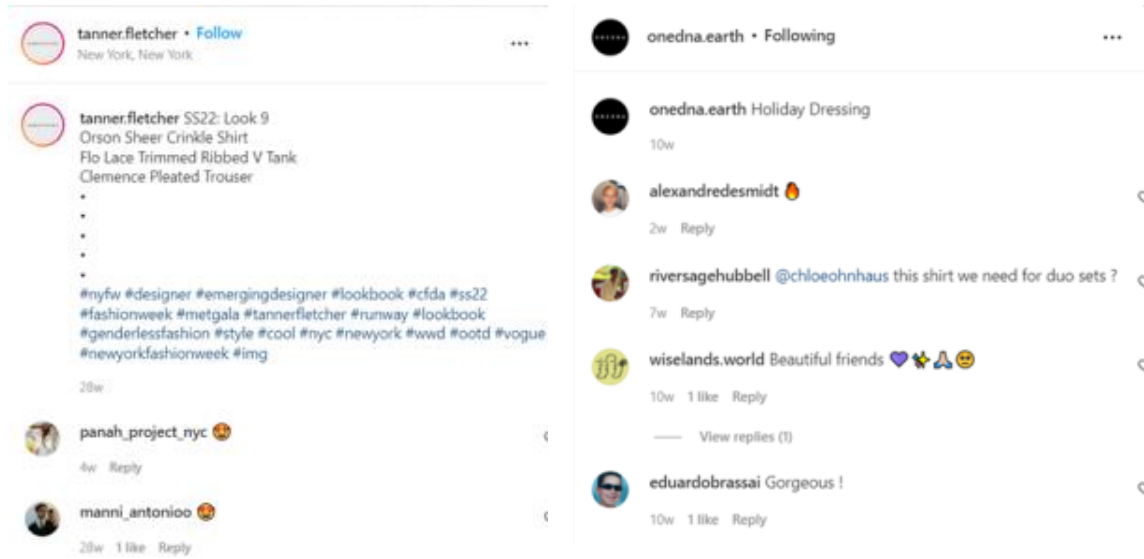 tanner.fletcher • Follow
New York, New York
tanner.fletcher SS22: Look 9
Orson Sheer Crinkle Shirt
Flo Lace Trimmed Ribbed V Tank
Clemence Pleated Trouser
•
•
•
•
•
#nyfw #designer #emergingdesigner #lookbook #cfda #ss22
#fashionweek #metgala #tannerfletcher #runway #lookbook
#genderlessfashion #style #cool #nyc #newyork #wwd #ootd #vogue
#newyorkfashionweek #img
28w
panah_project_nyc 🤩
4w Reply
manni_antonioo 🤩
28w 1 like Reply
onedna.earth • Following
onedna.earth Holiday Dressing
10w
alexandredesmidt 🔥
2w Reply
riversagehubbell @chloeohnhaus this shirt we need for duo sets ?
7w Reply
wiselands.world Beautiful friends 💜✨🙏🏻🥹
10w 1 like Reply
View replies (1)
eduardobrassai Gorgeous !
10w 1 like Reply